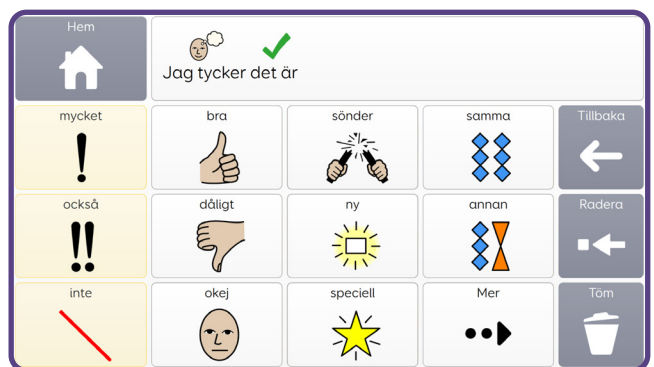 Hem
Jag tycker det är
mycket
bra
sönder
samma
Tillbaka
också
dåligt
ny
annan
Radera
inte
okej
speciell
Mer
Töm